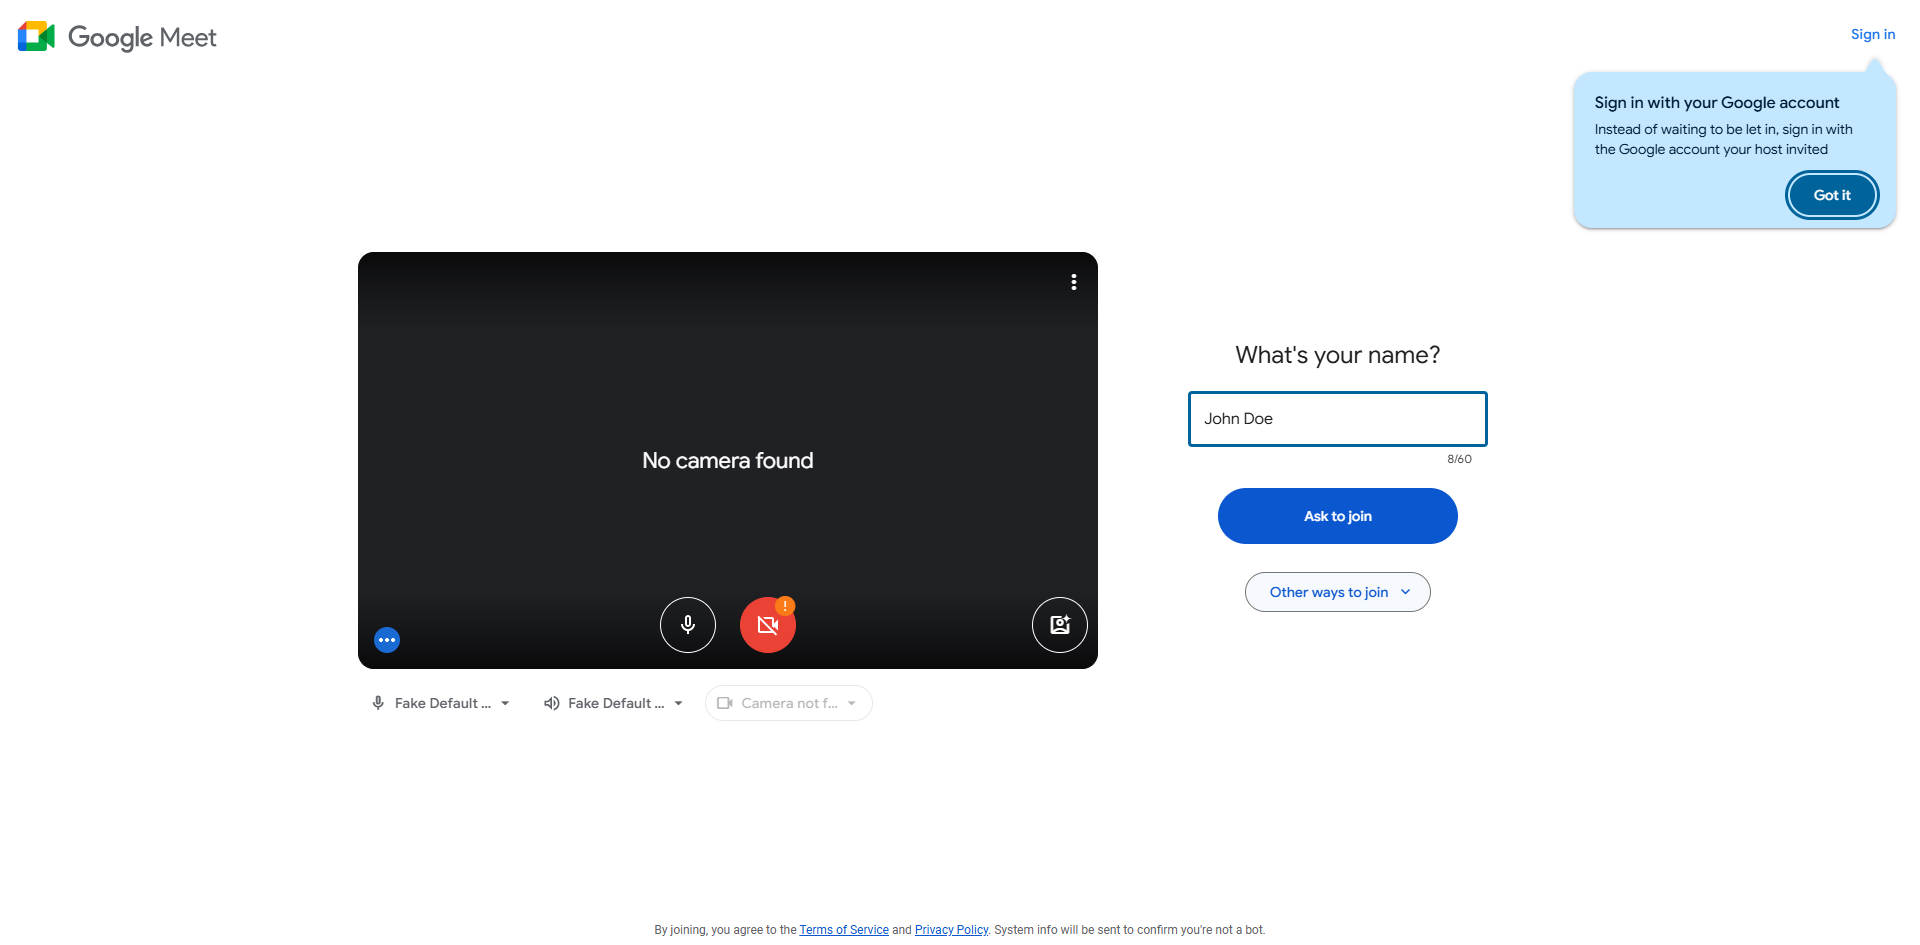 Google Meet
Sign in
Sign in with your Google account
Instead of waiting to be let in, sign in with
the Google account your host invited
Got it
No camera found
What's your name?
John Doe
8/60
Ask to join
Other ways to join
Fake Default ...
Fake Default ...
Camera not f...
By joining, you agree to the Terms of Service and Privacy Policy. System info will be sent to confirm you're not a bot.